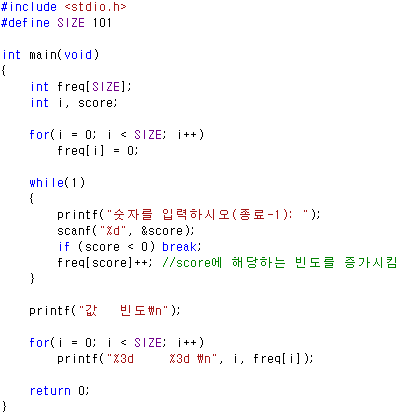 #include <stdio.h>
#define SIZE 101
int main(void)
{
int freq[SIZE];
int i, score;
for(i = 0; i < SIZE; i++)
freq[i] = 0;
while(1)
{
printf("숫자를 입력하시오(종료-1): ");
scanf("%d", &score);
if (score < 0) break;
freq[score]++; //score에 해당하는 빈도를 증가시킴
}
printf("값   빈도₩n");
for(i = 0; i < SIZE; i++)
printf("%3d     %3d ₩n", i, freq[i]);
return 0;
}